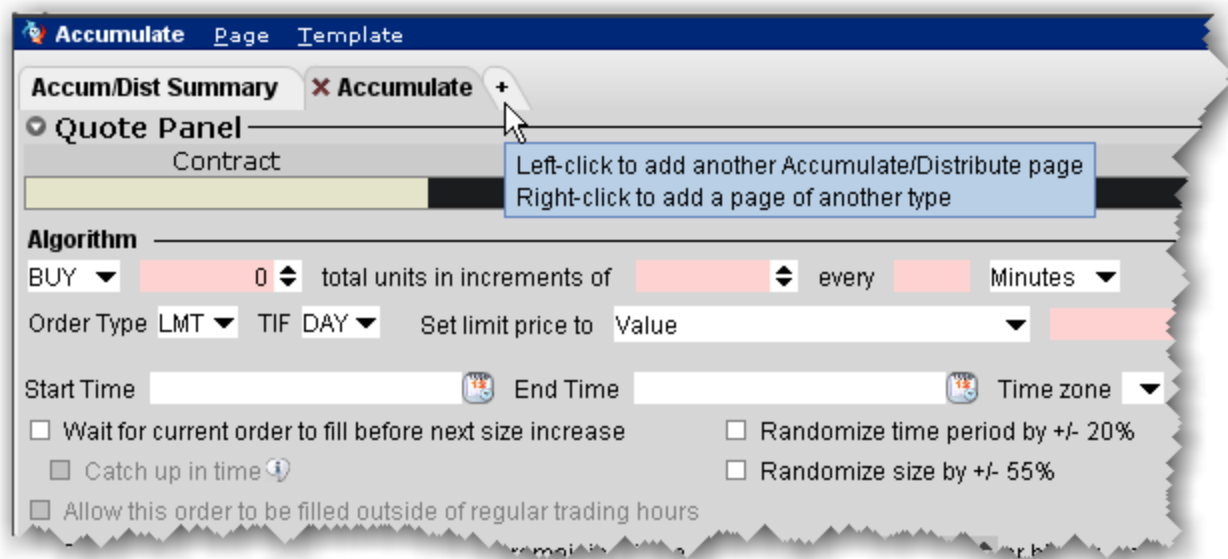 Accumulate Page Template
Accum/Dist Summary Accumulate +
Quote Panel
Contract
Left-click to add another Accumulate/Distribute page
Right-click to add a page of another type
Algorithm
BUY 0 total units in increments of every Minutes
Order Type LMT TIF DAY Set limit price to Value
Start Time End Time Time zone
Wait for current order to fill before next size increase Randomize time period by +/- 20%
Catch up in time Randomize size by +/- 55%
Allow this order to be filled outside of regular trading hours